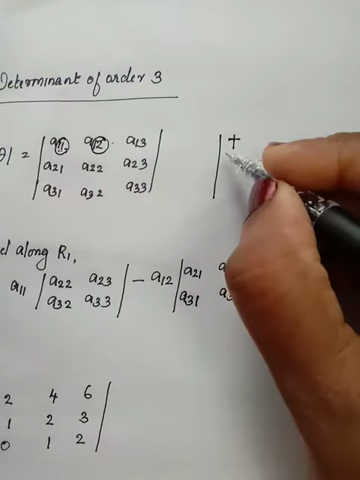 Determinant of order 3
| = | a11 a12 a13 | | +
a21 a22 a23
a31 a32 a33
along R1,
a11 | a22 a23 | - a12 | a21
a32 a33 a31
2 4 6
1 2 3
0 1 2